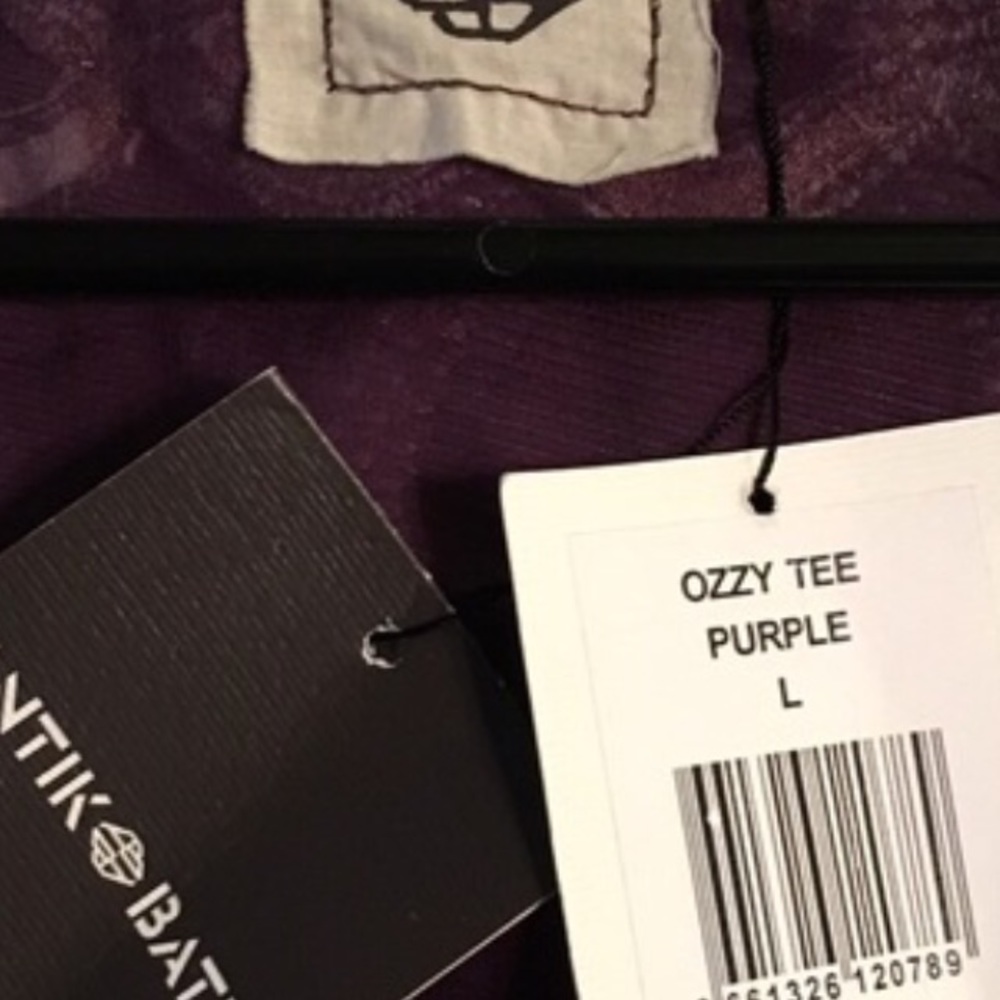 OZZY TEE
PURPLE
L
661326 120789
NTIK BAT